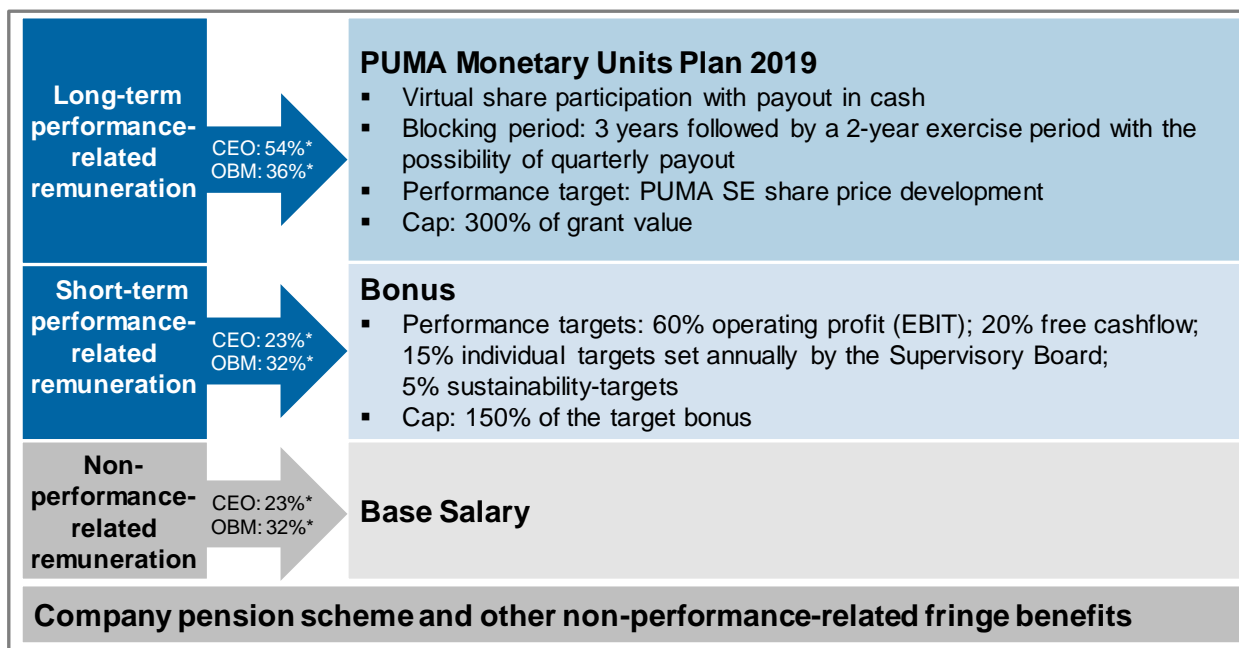 Long-term
performance-
related
remuneration
CEO: 54%*
OBM: 36%*
PUMA Monetary Units Plan 2019
▪ Virtual share participation with payout in cash
▪ Blocking period: 3 years followed by a 2-year exercise period with the
possibility of quarterly payout
▪ Performance target: PUMA SE share price development
▪ Cap: 300% of grant value
Short-term
performance-
related
remuneration
CEO: 23%*
OBM: 32%*
Bonus
▪ Performance targets: 60% operating profit (EBIT); 20% free cashflow;
15% individual targets set annually by the Supervisory Board;
5% sustainability-targets
▪ Cap: 150% of the target bonus
Non-
performance-
related
remuneration
CEO: 23%*
OBM: 32%*
Base Salary
Company pension scheme and other non-performance-related fringe benefits